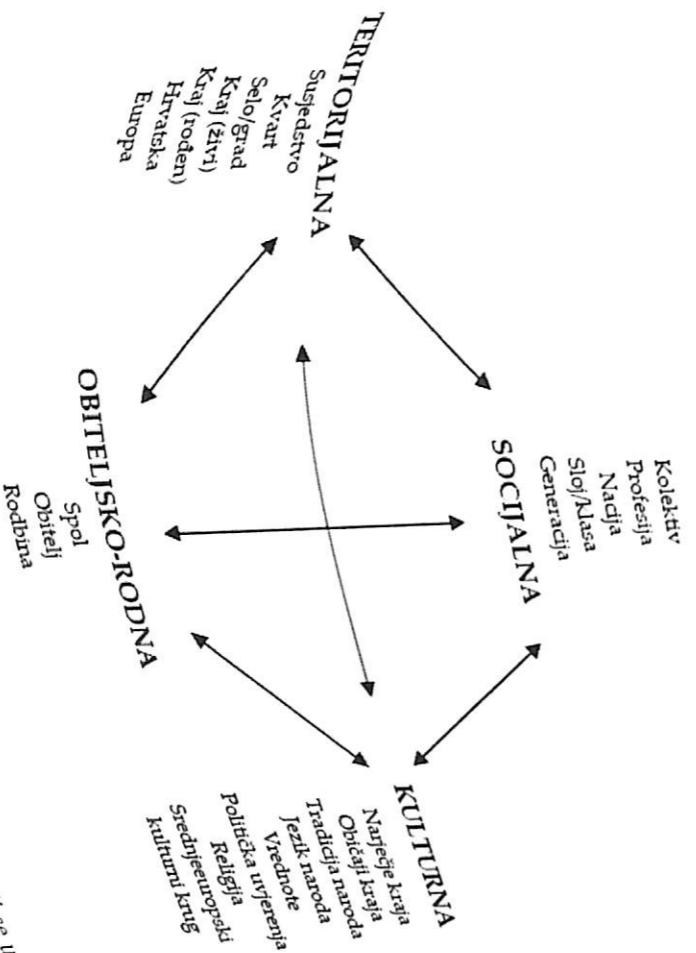 Kolektiv
Profesija
Nacija
Sloj/klasa
Generacija
SOCIJALNA
TERITORIJALNA
Susjedstvo
Kvart
Selo/grad
Kraj (živi)
Kraj (rođen)
Hrvatska
Europa
KULTURNA
Narječje kraja
Običaji kraja
Tradicija naroda
Jezik naroda
Vrednote
Politička uvjerenja
Religija
Srednjeeuropski
kulturni krug
OBITELJSKO-RODNA
Spol
Obitelj
Rodbina